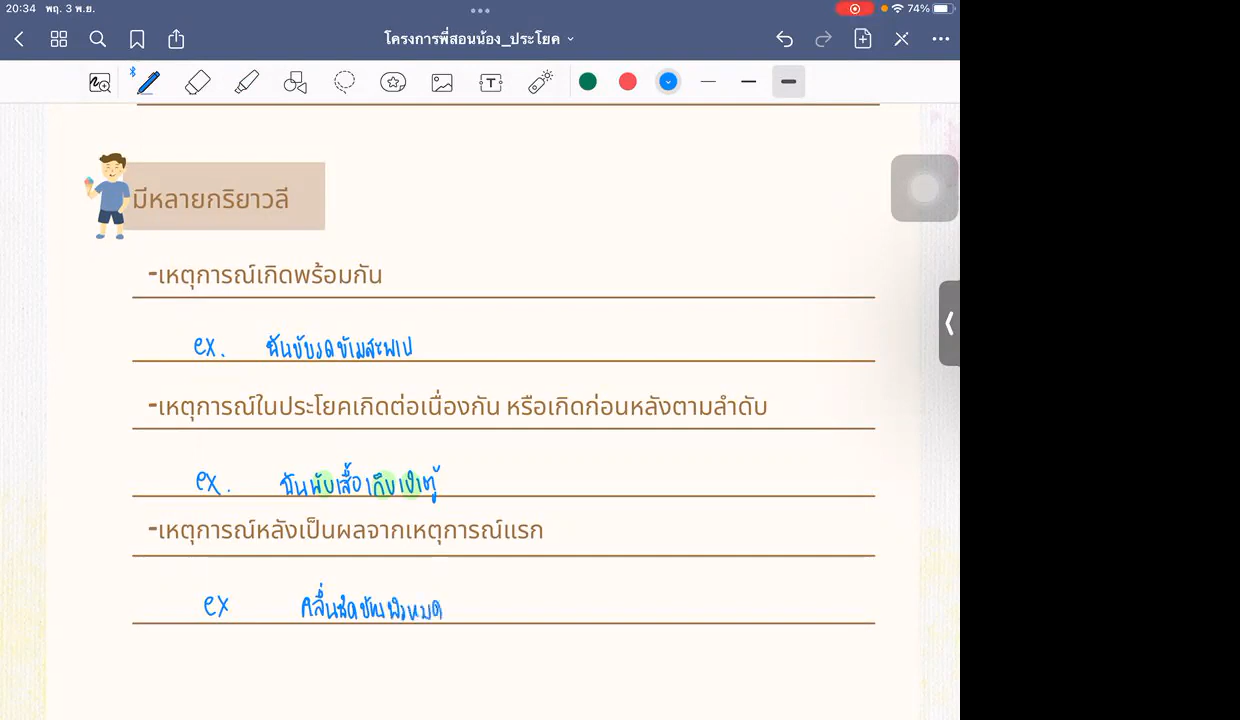 20:34 พฤ. 3 พ.ย.
74%
โครงการพี่สอนน้อง_ประโยค
T
มีหลายกริยาวลี
-เหตุการณ์เกิดพร้อมกัน
ex. ฉันขับรถข้ามสะพาน
-เหตุการณ์ในประโยคเกิดต่อเนื่องกัน หรือเกิดก่อนหลังตามลำดับ
ex. ฉันพับเสื้อเก็บเข้าตู้
-เหตุการณ์หลังเป็นผลจากเหตุการณ์แรก
ex คลื่นซัดบ้านพังหมด